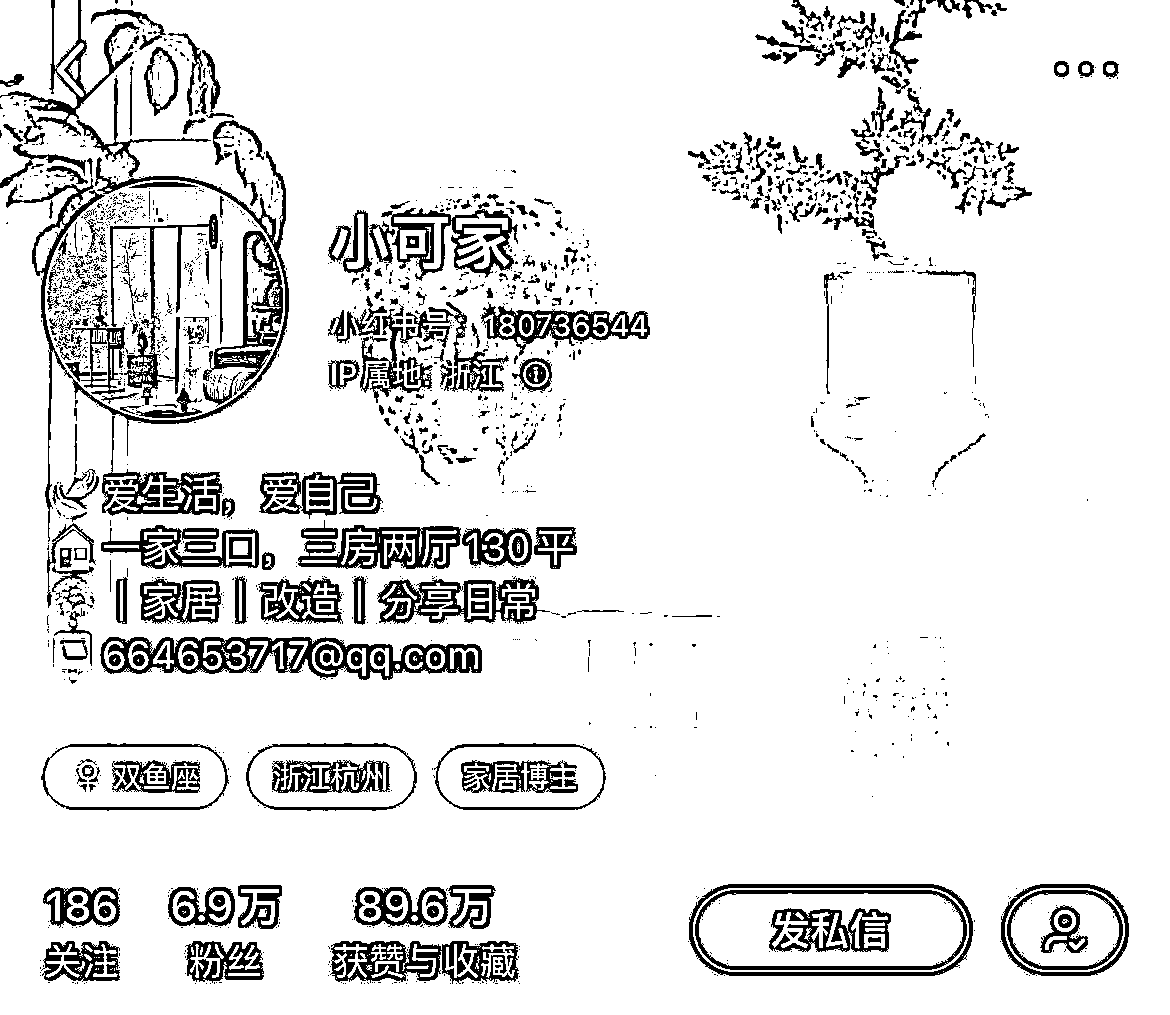 小可家
小红书号：180736544
IP属地：浙江
爱生活，爱自己
一家三口，三房两厅130平
｜家居｜改造｜分享日常
664653717@qq.com
双鱼座 浙江杭州 家居博主
186 6.9万 89.6万
关注 粉丝 获赞与收藏
发私信